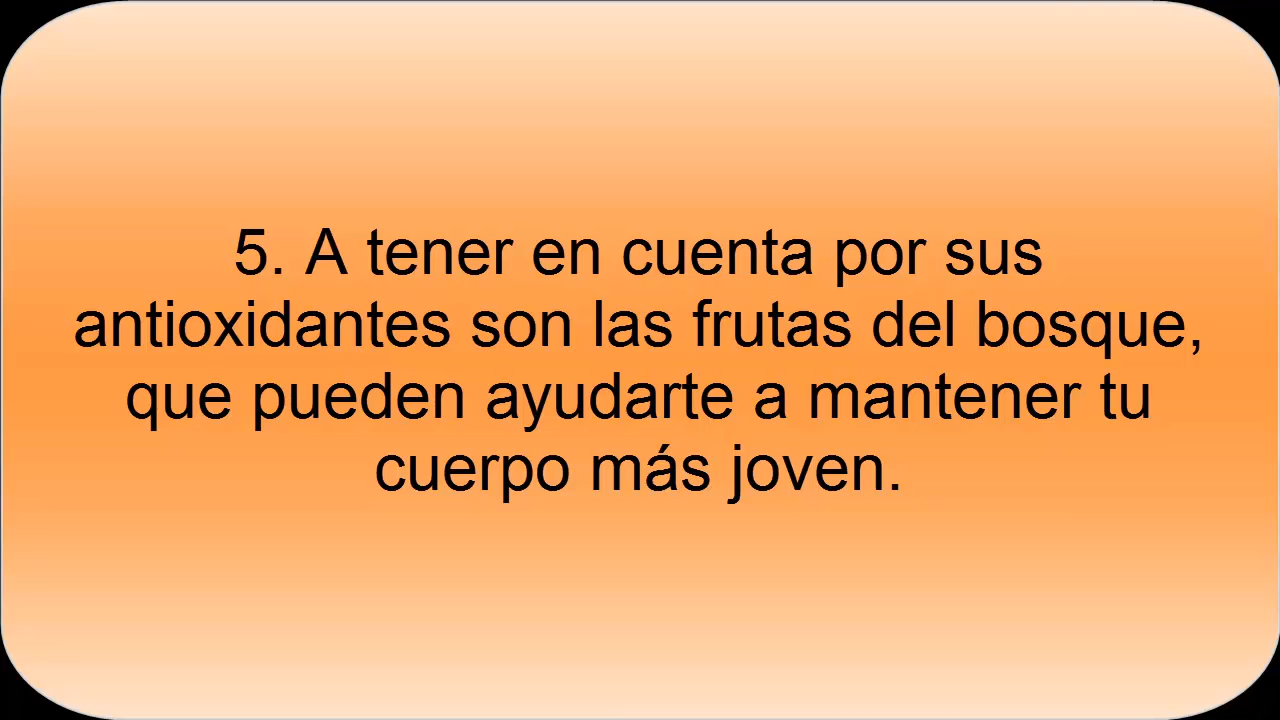 5. A tener en cuenta por sus
antioxidantes son las frutas del bosque,
que pueden ayudarte a mantener tu
cuerpo más joven.